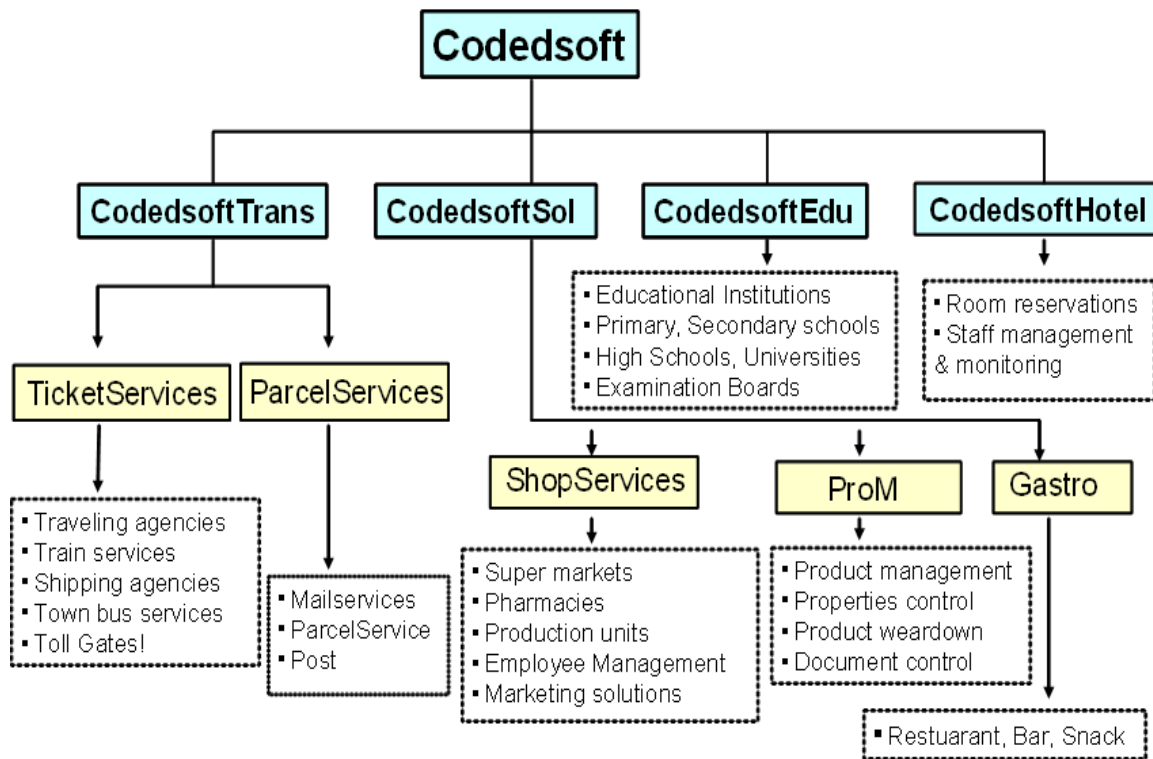 Codedsoft
CodedsoftTrans
CodedsoftSol
CodedsoftEdu
CodedsoftHotel
▪ Educational Institutions
▪ Primary, Secondary schools
▪ High Schools, Universities
▪ Examination Boards
▪ Room reservations
▪ Staff management
& monitoring
TicketServices
ParcelServices
ShopServices
ProM
Gastro
▪ Traveling agencies
▪ Train services
▪ Shipping agencies
▪ Town bus services
▪ Toll Gates!
▪ Mailservices
▪ ParcelService
▪ Post
▪ Super markets
▪ Pharmacies
▪ Production units
▪ Employee Management
▪ Marketing solutions
▪ Product management
▪ Properties control
▪ Product weardown
▪ Document control
▪ Restuarant, Bar, Snack